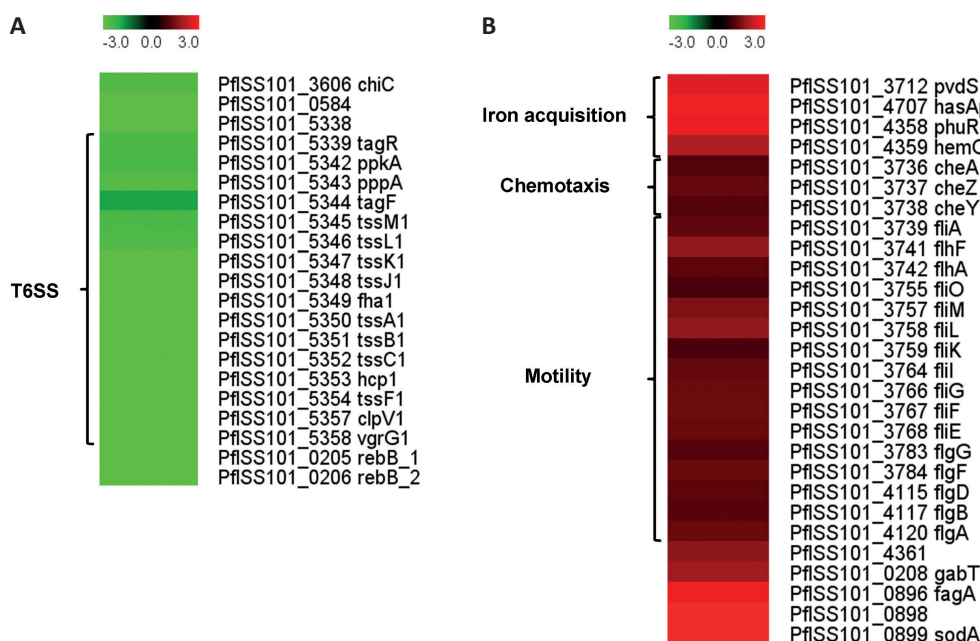 A
-3.0 0.0 3.0
PflSS101_3606 chiC
PflSS101_0584
PflSS101_5338
PflSS101_5339 tagR
PflSS101_5342 ppkA
PflSS101_5343 pppA
PflSS101_5344 tagF
PflSS101_5345 tssM1
PflSS101_5346 tssL1
PflSS101_5347 tssK1
PflSS101_5348 tssJ1
PflSS101_5349 fha1
PflSS101_5350 tssA1
PflSS101_5351 tssB1
PflSS101_5352 tssC1
PflSS101_5353 hcp1
PflSS101_5354 tssF1
PflSS101_5357 clpV1
PflSS101_5358 vgrG1
PflSS101_0205 rebB_1
PflSS101_0206 rebB_2
T6SS
B
-3.0 0.0 3.0
Iron acquisition
Chemotaxis
Motility
PflSS101_3712 pvdS
PflSS101_4707 hasA
PflSS101_4358 phuR
PflSS101_4359 hemO
PflSS101_3736 cheA
PflSS101_3737 cheZ
PflSS101_3738 cheY
PflSS101_3739 fliA
PflSS101_3741 flhF
PflSS101_3742 flhA
PflSS101_3755 fliO
PflSS101_3757 fliM
PflSS101_3758 fliL
PflSS101_3759 fliK
PflSS101_3764 fliI
PflSS101_3766 fliG
PflSS101_3767 fliF
PflSS101_3768 fliE
PflSS101_3783 flgG
PflSS101_3784 flgF
PflSS101_4115 flgD
PflSS101_4117 flgB
PflSS101_4120 flgA
PflSS101_4361
PflSS101_0208 gabT
PflSS101_0896 fagA
PflSS101_0898
PflSS101_0899 sodA